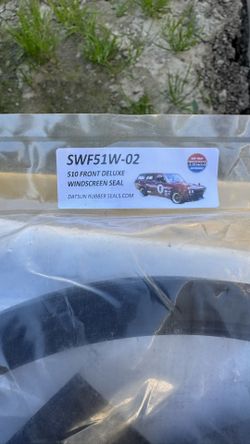 SWF51W-02
510 FRONT DELUXE
WINDSCREEN SEAL
DATSUN RUBBER SEALS.COM